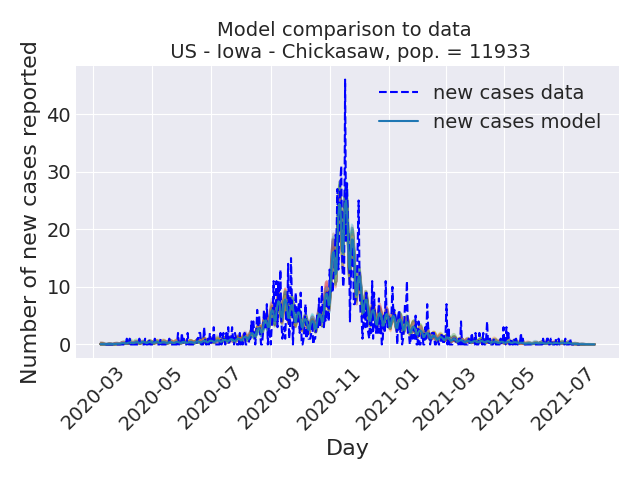 Model comparison to data
US - Iowa - Chickasaw, pop. = 11933
Number of new cases reported
40
30
20
10
0
new cases data
new cases model
2020-03
2020-05
2020-07
2020-09
2020-11
2021-01
2021-03
2021-05
2021-07
Day